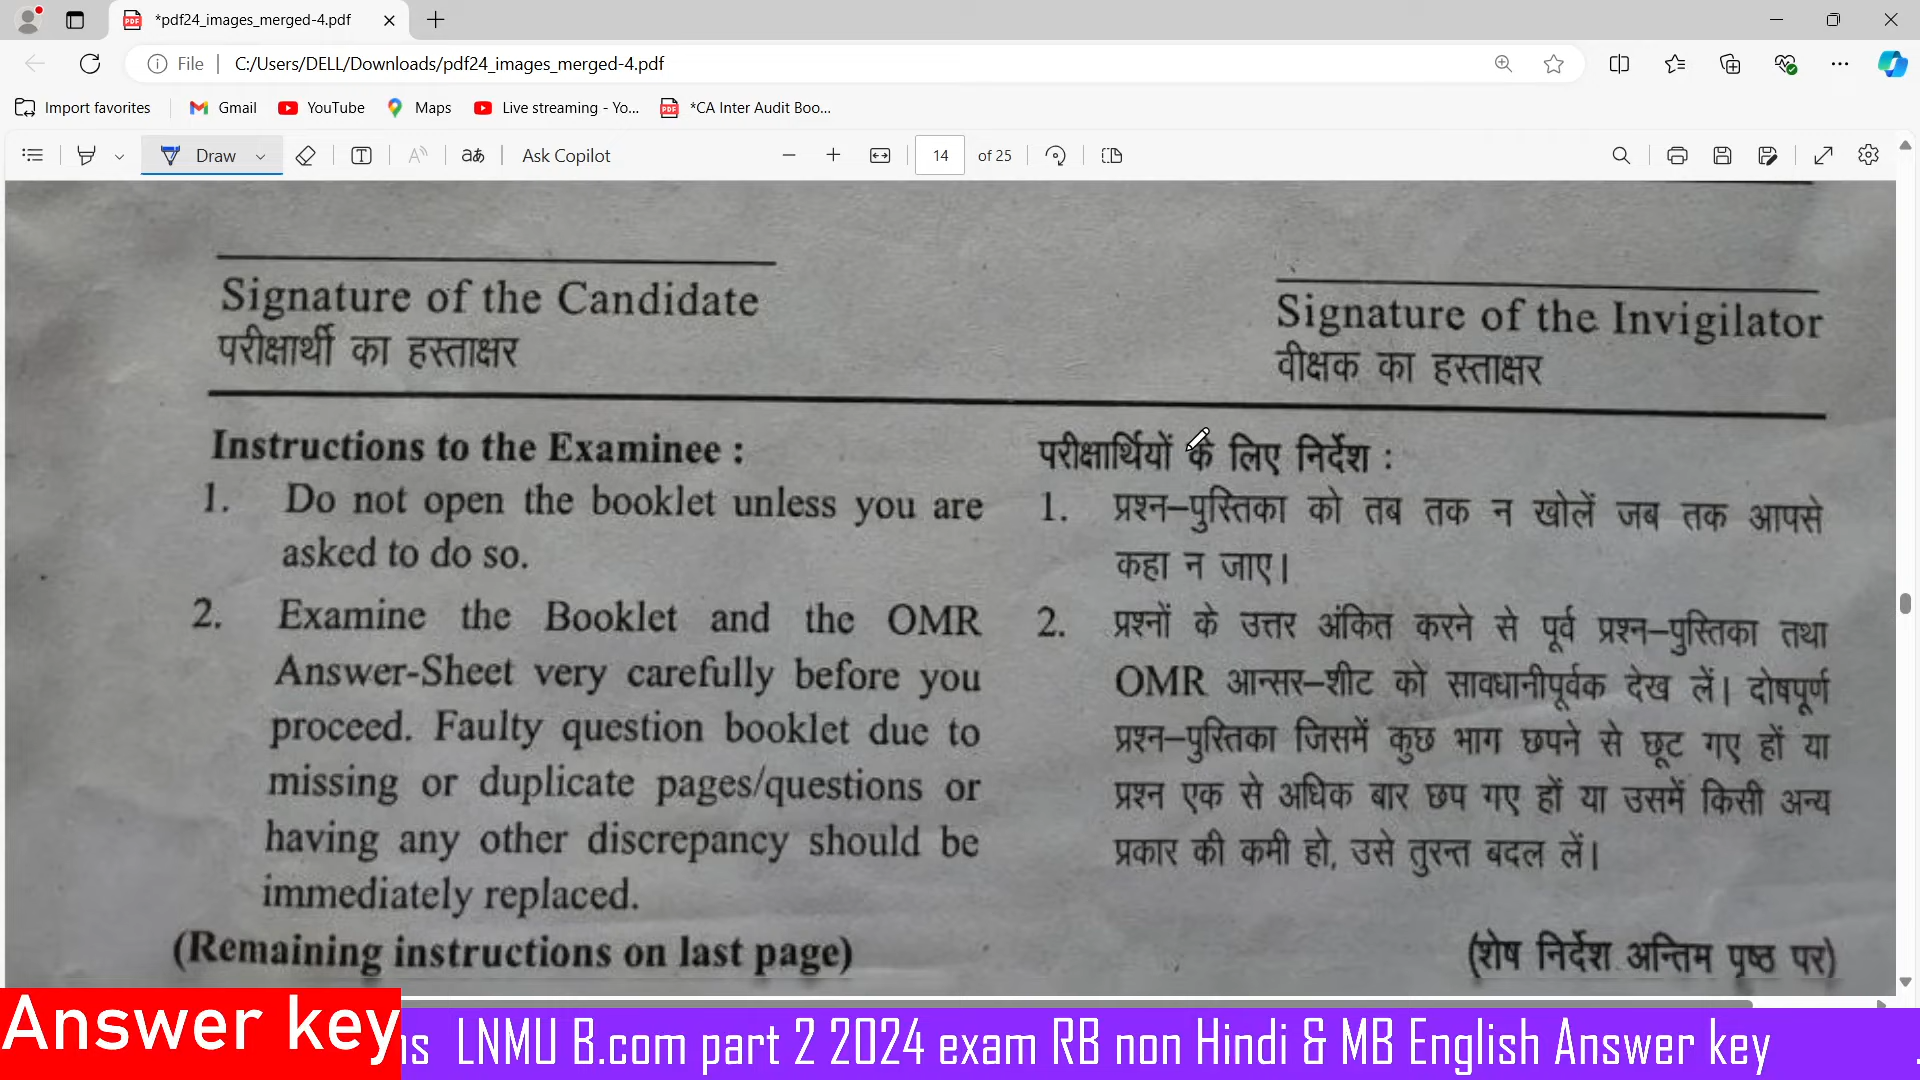 *pdf24_images_merged-4.pdf
File
C:/Users/DELL/Downloads/pdf24_images_merged-4.pdf
Import favorites
Gmail
YouTube
Maps
Live streaming - Yo...
*CA Inter Audit Boo...
Draw
Ask Copilot
14
of 25
Signature of the Candidate
परीक्षार्थी का हस्ताक्षर
Signature of the Invigilator
वीक्षक का हस्ताक्षर
Instructions to the Examinee :
1. Do not open the booklet unless you are
asked to do so.
2. Examine the Booklet and the OMR
Answer-Sheet very carefully before you
proceed. Faulty question booklet due to
missing or duplicate pages/questions or
having any other discrepancy should be
immediately replaced.
(Remaining instructions on last page)
परीक्षार्थियों के लिए निर्देश :
1. प्रश्न-पुस्तिका को तब तक न खोलें जब तक आपसे
कहा न जाए।
2. प्रश्नों के उत्तर अंकित करने से पूर्व प्रश्न-पुस्तिका तथा
OMR आन्सर-शीट को सावधानीपूर्वक देख लें। दोषपूर्ण
प्रश्न-पुस्तिका जिसमें कुछ भाग छपने से छूट गए हों या
प्रश्न एक से अधिक बार छप गए हों या उसमें किसी अन्य
प्रकार की कमी हो, उसे तुरन्त बदल लें।
(शेष निर्देश अन्तिम पृष्ठ पर)
Answer key
LNMU B.com part 2 2024 exam RB non Hindi & MB English Answer key